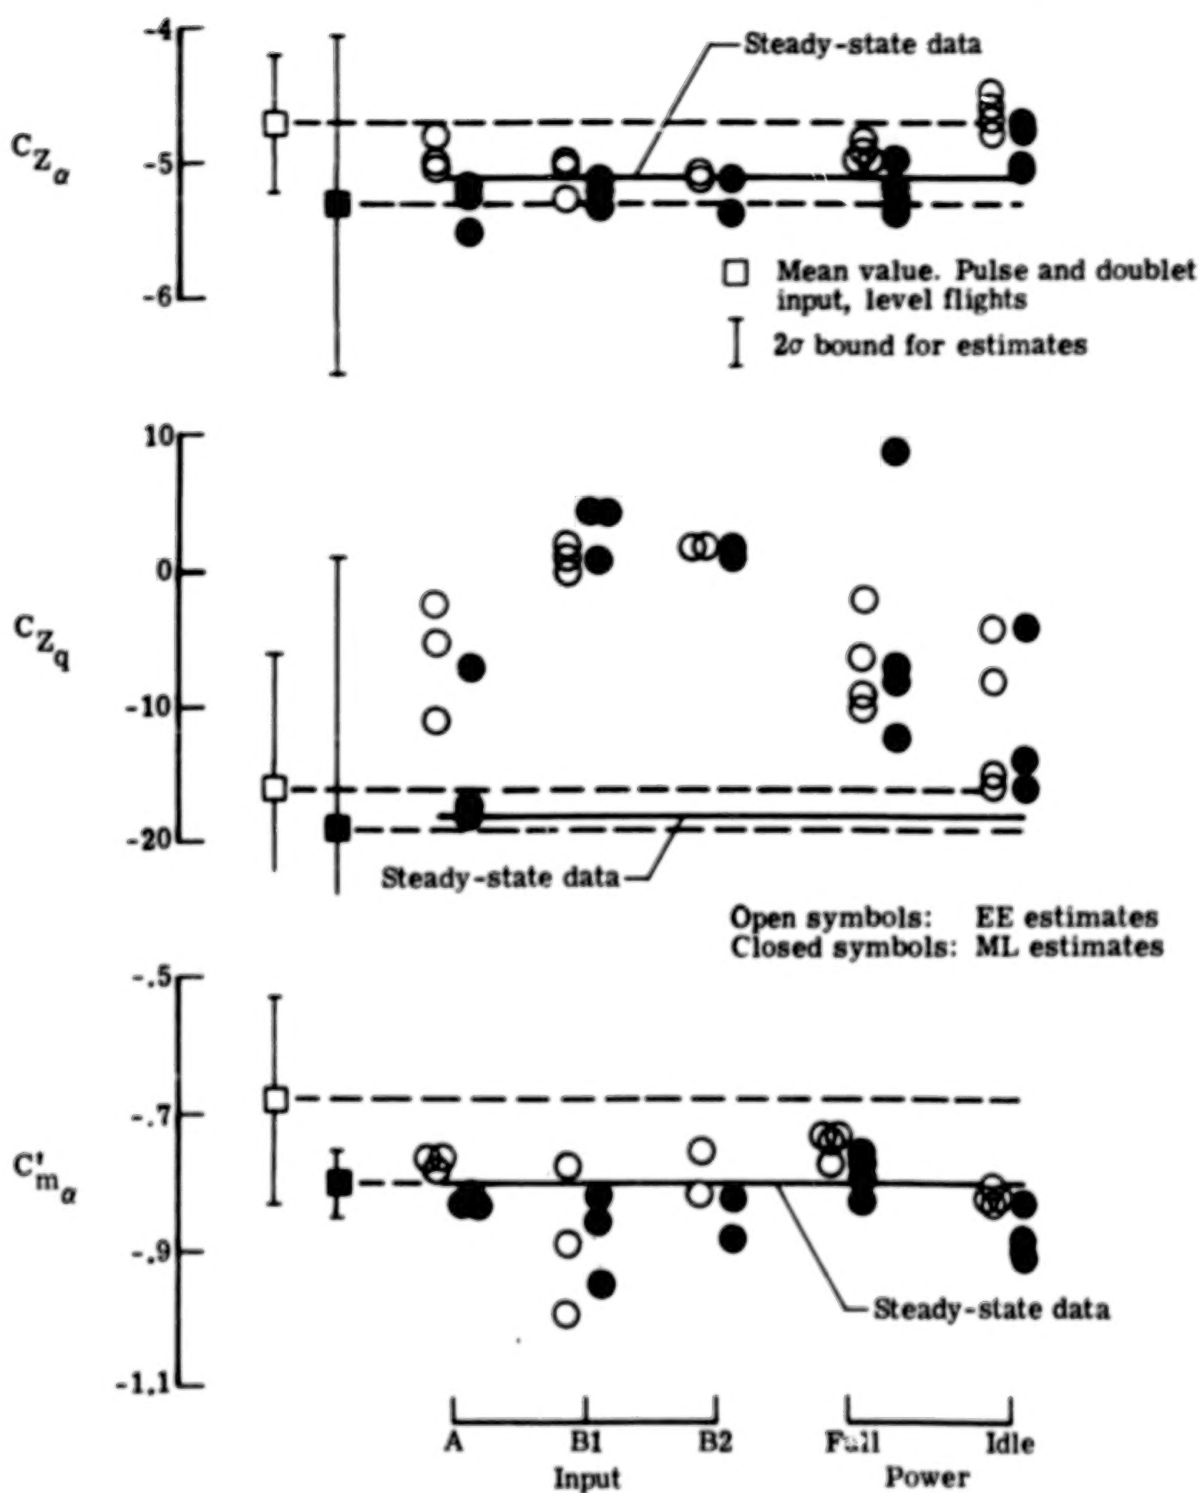 -4
Steady-state data
C_Zα
-5
Mean value. Pulse and doublet
input, level flights
-6
2σ bound for estimates
10
0
C_Zq
-10
-20
Steady-state data
Open symbols: EE estimates
Closed symbols: ML estimates
-.5
-.7
C'_mα
-.9
Steady-state data
-1.1
A B1 B2 Full Idle
Input Power